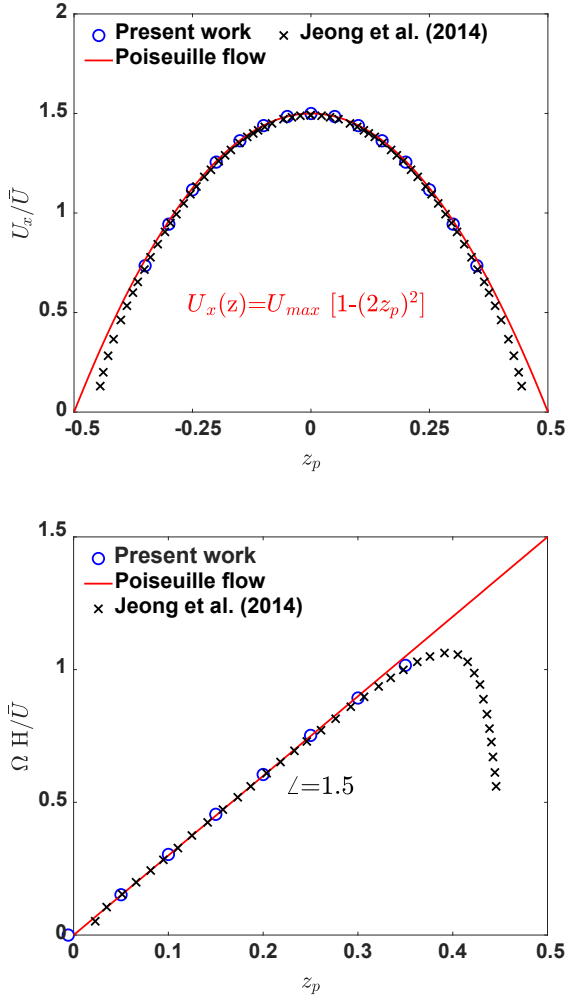 2
Present work × Jeong et al. (2014)
Poiseuille flow
1.5
1
0.5
0
U_x/Ū
U_x(z)=U_{max} [1-(2z_p)^2]
-0.5 -0.25 0 0.25 0.5
z_p
1.5
Present work
Poiseuille flow
× Jeong et al. (2014)
1
0.5
0
Ω H/Ū
∠=1.5
0 0.1 0.2 0.3 0.4 0.5
z_p